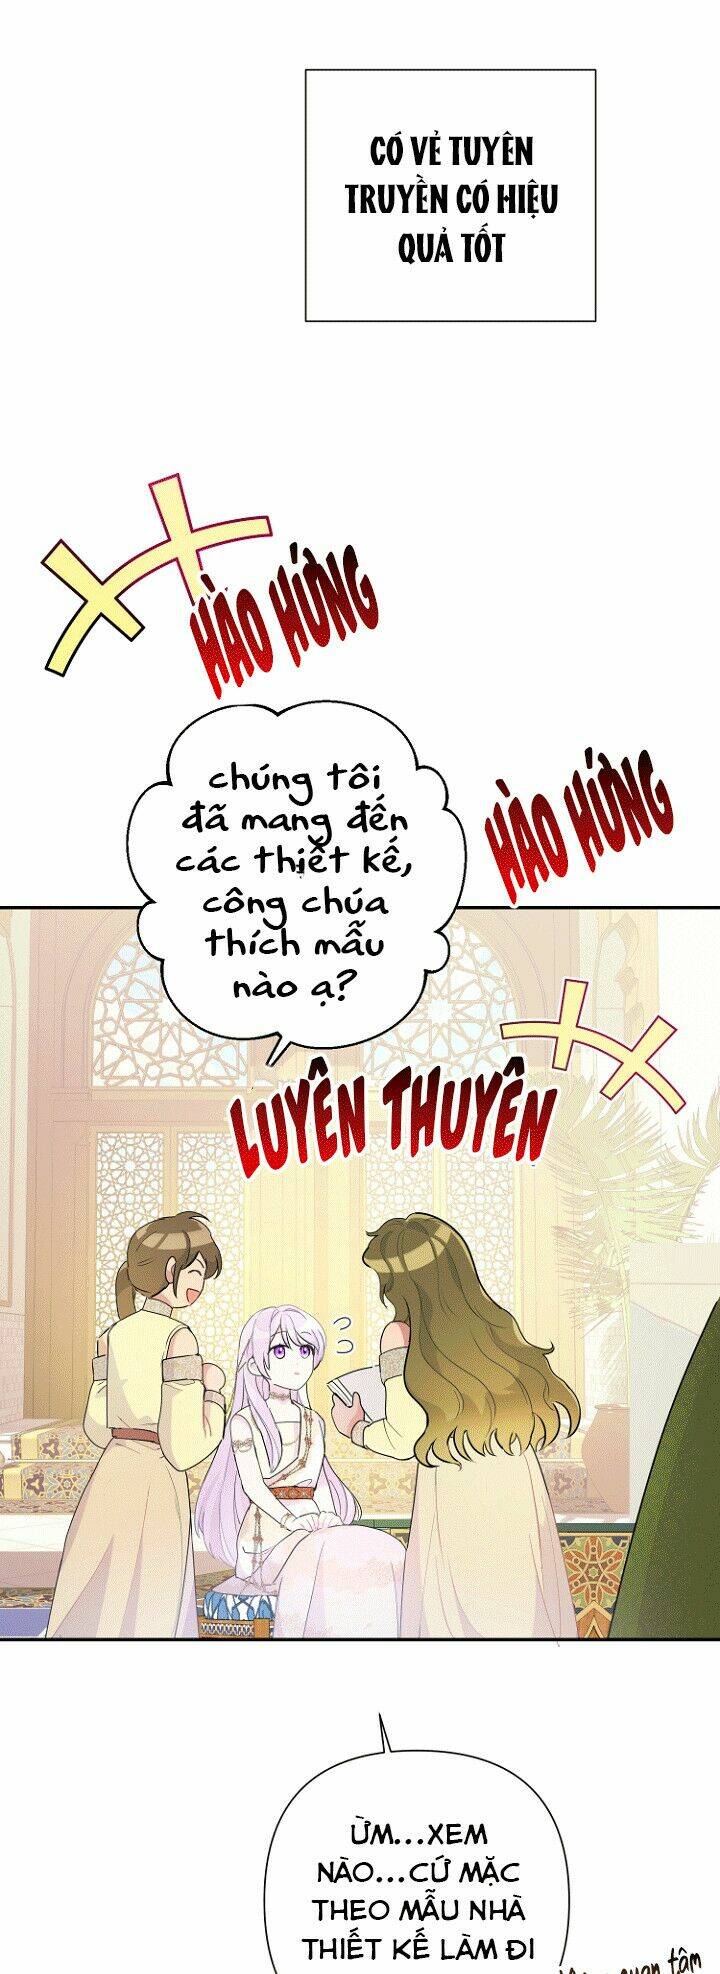 CÓ VẺ TUYÊN
TRUYỀN CÓ HIỆU
QUẢ TỐT
HÀO HỨNG
chúng tôi
đã mang đến
các thiết kế,
công chúa
thích mẫu
nào ạ?
HÀO HỨNG
LUYÊN THUYÊN
ỪM...XEM
NÀO...CỨ MẶC
THEO MẪU NHÀ
THIẾT KẾ LÀM ĐI
quan tâm